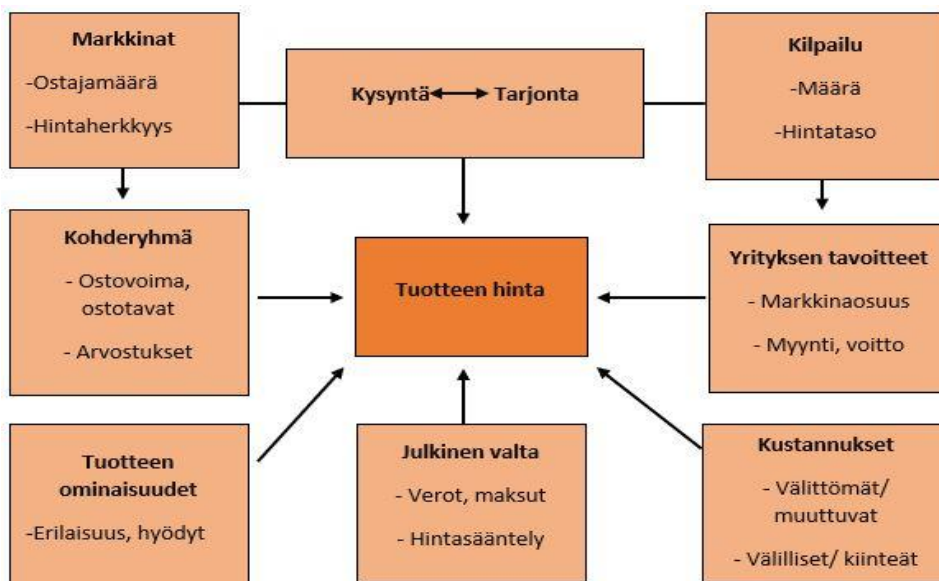 Markkinat
-Ostajamäärä
-Hintaherkkyys
Kysyntä Tarjonta
Kilpailu
-Määrä
-Hintataso
Kohderyhmä
- Ostovoima,
ostotavat
- Arvostukset
Tuotteen hinta
Yrityksen tavoitteet
- Markkinaosuus
- Myynti, voitto
Tuotteen
ominaisuudet
-Erilaisuus, hyödyt
Julkinen valta
- Verot, maksut
- Hintasääntely
Kustannukset
- Välittömät/
muuttuvat
- Välilliset/ kiinteät